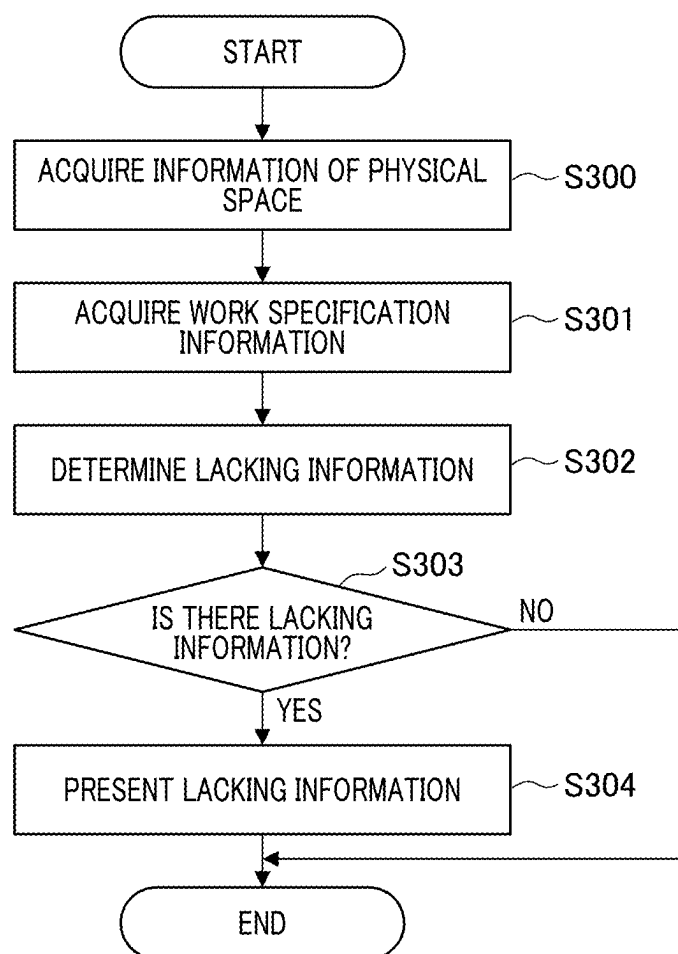 START
ACQUIRE INFORMATION OF PHYSICAL
SPACE
S300
ACQUIRE WORK SPECIFICATION
INFORMATION
S301
DETERMINE LACKING INFORMATION
S302
S303
IS THERE LACKING
INFORMATION?
NO
YES
PRESENT LACKING INFORMATION
S304
END